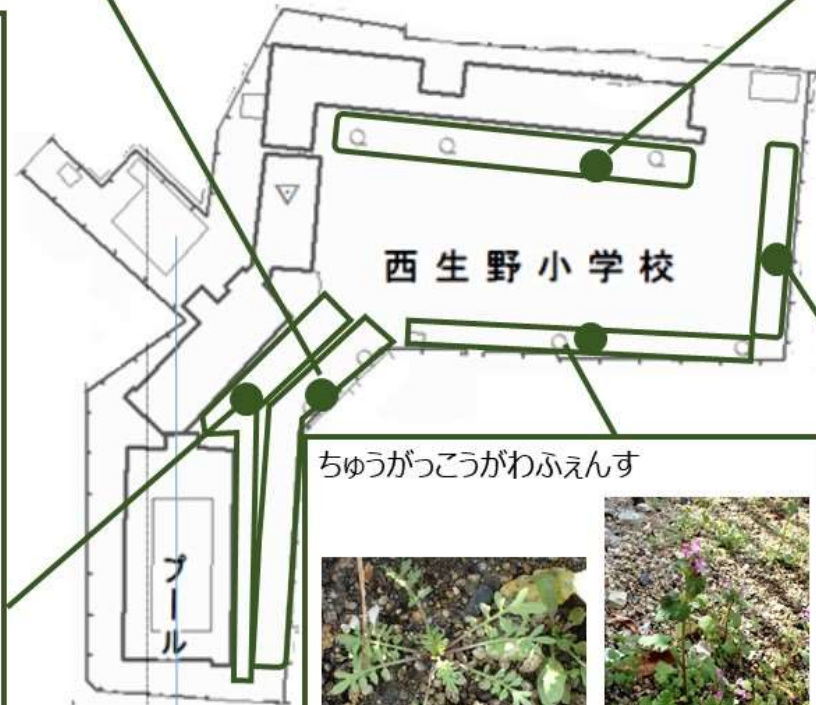 西生野小学校
ちゅうがっこうがわふぇんす
プール